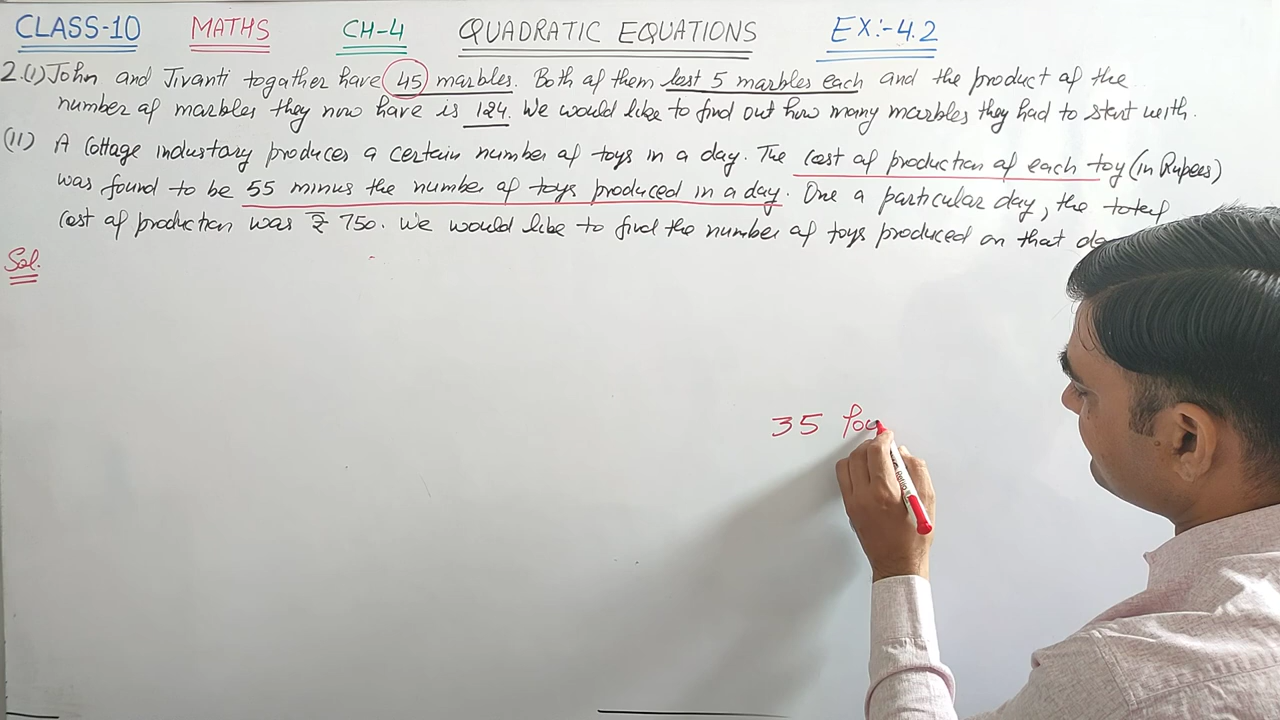 CLASS-10 MATHS CH-4 QUADRATIC EQUATIONS EX:-4.2
2.(i) John and Jivanti togather have 45 marbles. Both of them lost 5 marbles each and the product of the
number of marbles they now have is 124. We would like to find out how many marbles they had to start with.
(II) A Cottage industary produces a certain number of toys in a day. The cost of production of each toy (in Rupees)
was found to be 55 minus the number of toys produced in a day. One a particular day, the total
cost of production was ₹ 750. We would like to find the number of toys produced on that
Sol.
35